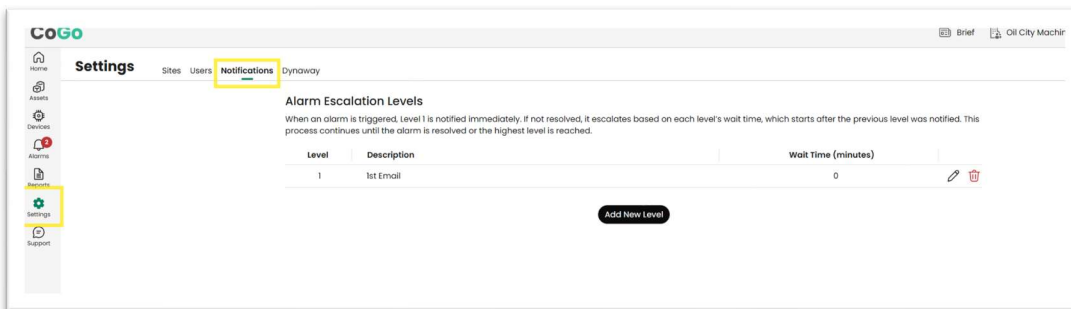 CoGo
Brief
Oil City Machin
Home
Settings
Sites Users Notifications Dynaway
Assets
Devices
2
Alarms
Reports
Settings
Support
Alarm Escalation Levels
When an alarm is triggered, Level 1 is notified immediately. If not resolved, it escalates based on each level's wait time, which starts after the previous level was notified. This
process continues until the alarm is resolved or the highest level is reached.
Level Description Wait Time (minutes)
1 1st Email 0
Add New Level